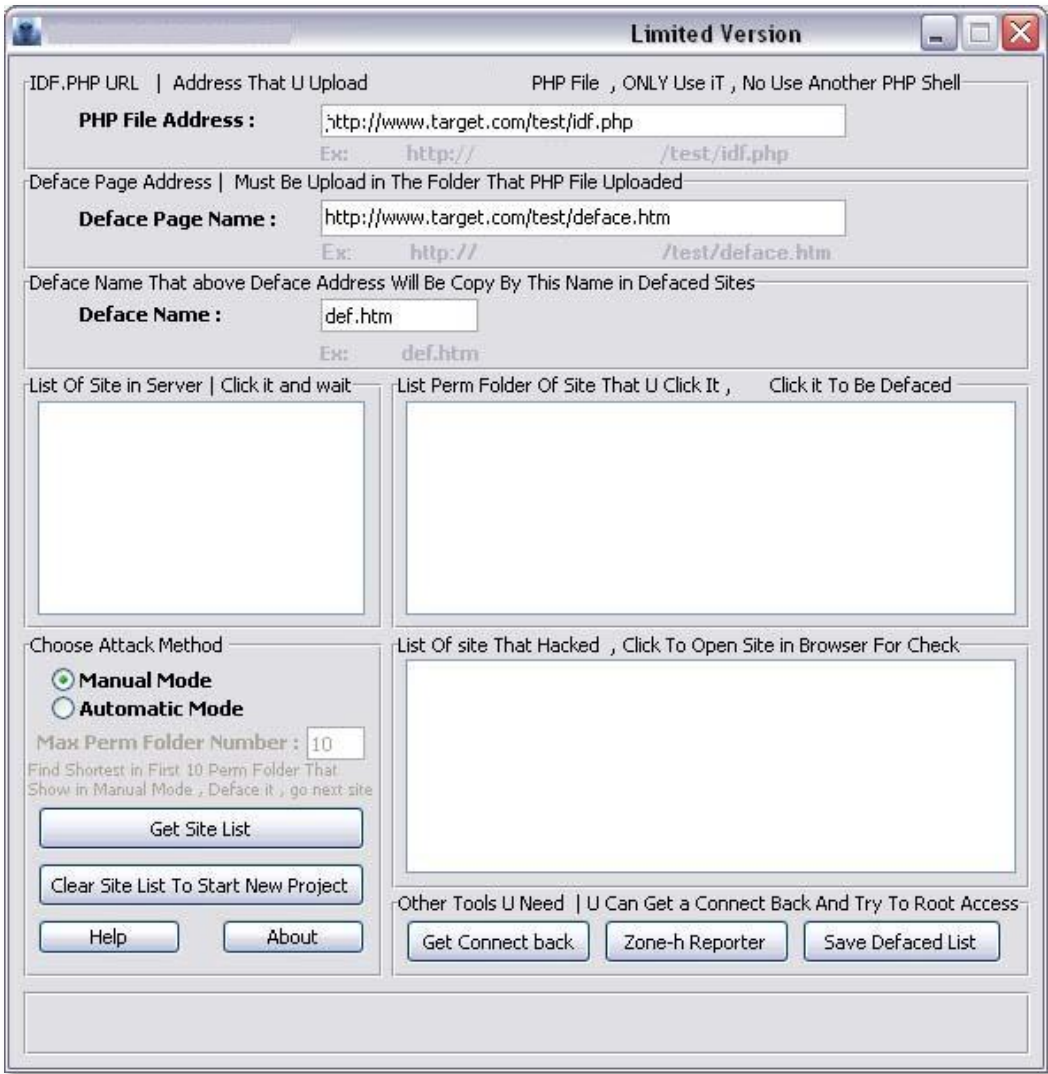 Limited Version
IDF.PHP URL | Address That U Upload PHP File , ONLY Use iT , No Use Another PHP Shell
PHP File Address : http://www.target.com/test/idf.php
Ex: http:// /test/idf.php
Deface Page Address | Must Be Upload in The Folder That PHP File Uploaded
Deface Page Name : http://www.target.com/test/deface.htm
Ex: http:// /test/deface.htm
Deface Name That above Deface Address Will Be Copy By This Name in Defaced Sites
Deface Name : def.htm
Ex: def.htm
List Of Site in Server | Click it and wait
List Perm Folder Of Site That U Click It , Click it To Be Defaced
Choose Attack Method
Manual Mode
Automatic Mode
Max Perm Folder Number : 10
Find Shortest in First 10 Perm Folder That
Show in Manual Mode , Deface it , go next site
Get Site List
Clear Site List To Start New Project
Help About
List Of site That Hacked , Click To Open Site in Browser For Check
Other Tools U Need | U Can Get a Connect Back And Try To Root Access
Get Connect back Zone-h Reporter Save Defaced List